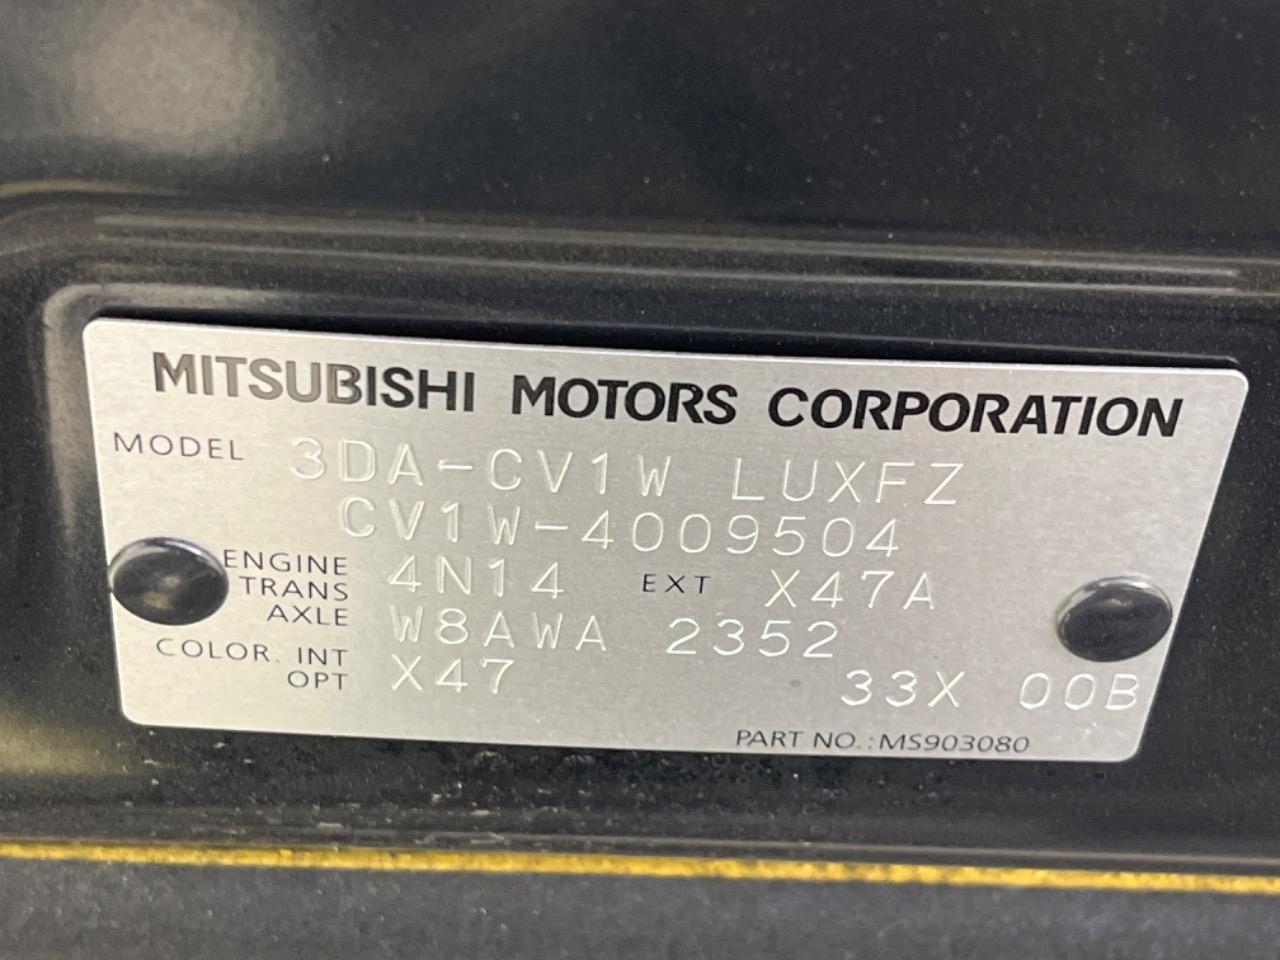 MITSUBISHI MOTORS CORPORATION
MODEL 3DA-CV1W LUXFZ
CV1W-4009504
ENGINE 4N14 EXT X47A
TRANS
AXLE W8AWA 2352
COLOR. INT X47
OPT 33X 00B
PART NO.:MS903080